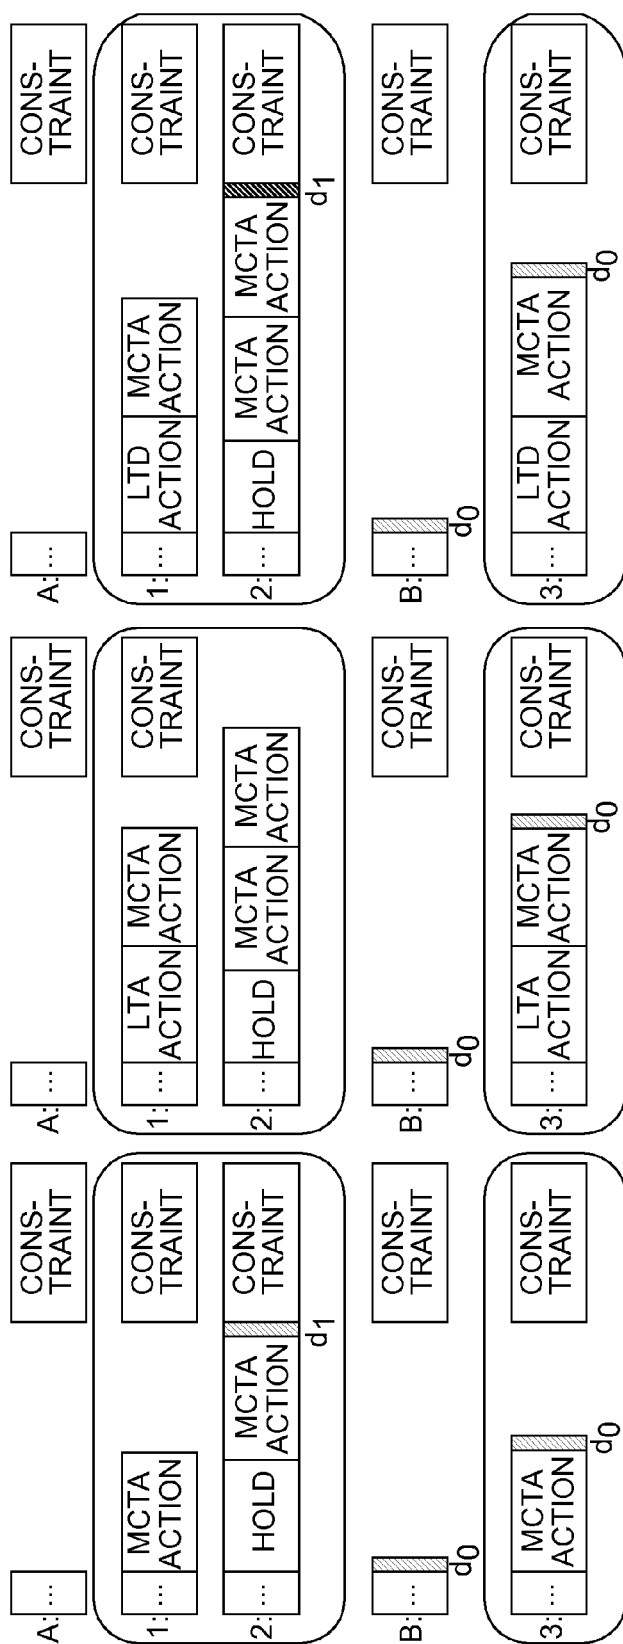 A: ...
CONS-
TRAINT
1: ...
MCTA
ACTION
CONS-
TRAINT
2: ...
HOLD
MCTA
ACTION
CONS-
TRAINT
d1
B: ...
d0
CONS-
TRAINT
3: ...
MCTA
ACTION
d0
CONS-
TRAINT
A: ...
CONS-
TRAINT
1: ...
LTA
ACTION
MCTA
ACTION
CONS-
TRAINT
2: ...
HOLD
MCTA
ACTION
MCTA
ACTION
B: ...
d0
CONS-
TRAINT
3: ...
LTA
ACTION
MCTA
ACTION
d0
CONS-
TRAINT
A: ...
CONS-
TRAINT
1: ...
LTD
ACTION
MCTA
ACTION
CONS-
TRAINT
2: ...
HOLD
MCTA
ACTION
MCTA
ACTION
CONS-
TRAINT
d1
B: ...
d0
CONS-
TRAINT
3: ...
LTD
ACTION
MCTA
ACTION
d0
CONS-
TRAINT